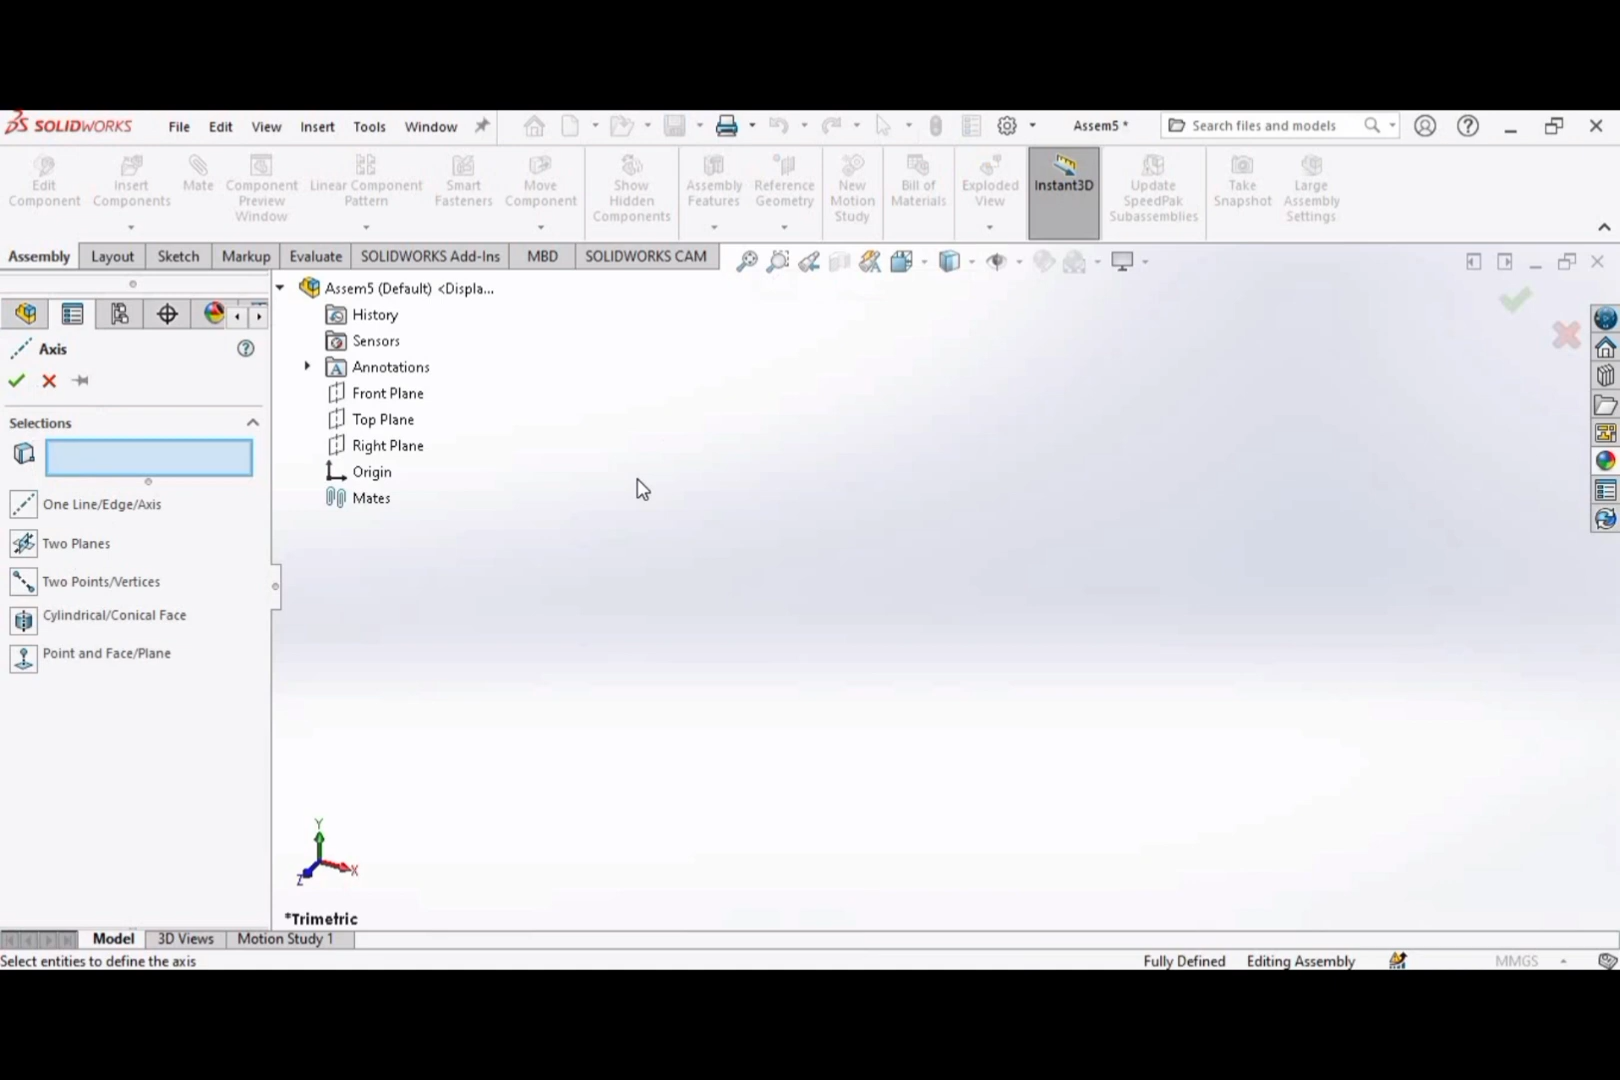 SOLIDWORKS File Edit View Insert Tools Window Assem5 * Search files and models
Edit Component
Insert Components
Mate
Component Preview Window
Linear Component Pattern
Smart Fasteners
Move Component
Show Hidden Components
Assembly Features
Reference Geometry
New Motion Study
Bill of Materials
Exploded View
Instant3D
Update SpeedPak Subassemblies
Take Snapshot
Large Assembly Settings
Assembly Layout Sketch Markup Evaluate SOLIDWORKS Add-Ins MBD SOLIDWORKS CAM
Assem5 (Default) <Displa...
History
Sensors
Annotations
Front Plane
Top Plane
Right Plane
Origin
Mates
Axis
Selections
One Line/Edge/Axis
Two Planes
Two Points/Vertices
Cylindrical/Conical Face
Point and Face/Plane
Y
X
Z
*Trimetric
Model 3D Views Motion Study 1
Select entities to define the axis Fully Defined Editing Assembly MMGS